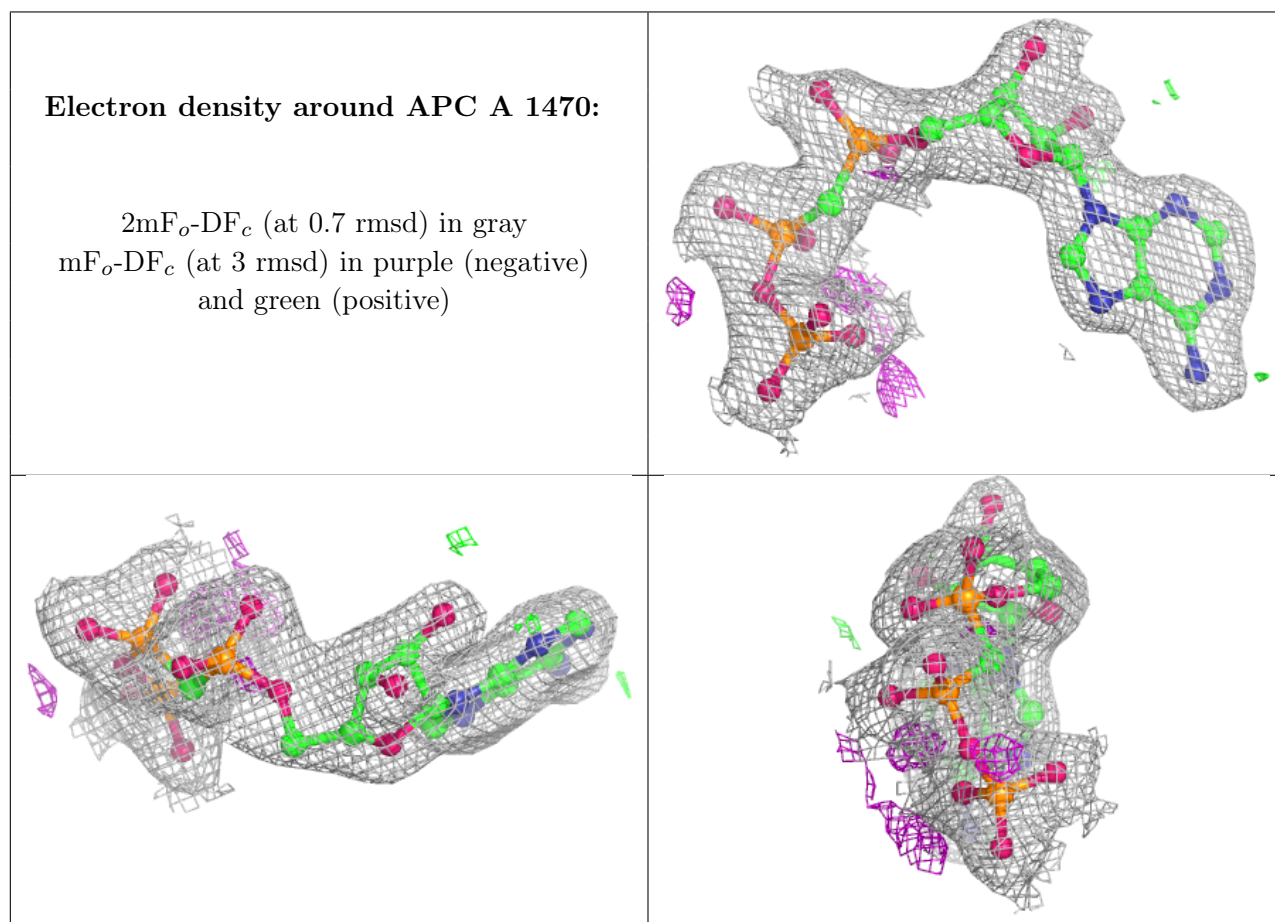 Electron density around APC A 1470:
2mFo-DFc (at 0.7 rmsd) in gray
mFo-DFc (at 3 rmsd) in purple (negative)
and green (positive)